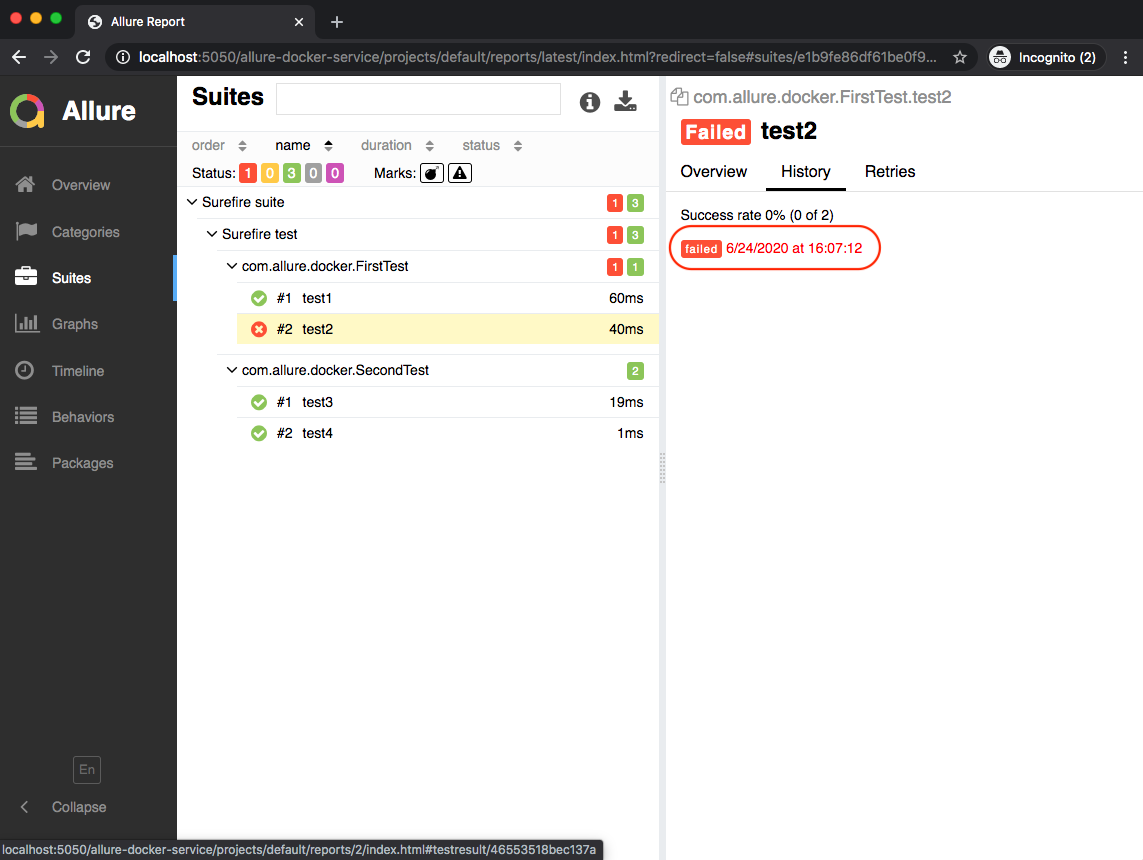 Allure Report
localhost:5050/allure-docker-service/projects/default/reports/latest/index.html?redirect=false#suites/e1b9fe86df61be0f9...
Incognito (2)
Allure
Overview
Categories
Suites
Graphs
Timeline
Behaviors
Packages
En
Collapse
Suites
order name duration status
Status: 1 0 3 0 0 Marks:
Surefire suite 1 3
Surefire test 1 3
com.allure.docker.FirstTest 1 1
#1 test1 60ms
#2 test2 40ms
com.allure.docker.SecondTest 2
#1 test3 19ms
#2 test4 1ms
com.allure.docker.FirstTest.test2
Failed test2
Overview History Retries
Success rate 0% (0 of 2)
failed 6/24/2020 at 16:07:12
localhost:5050/allure-docker-service/projects/default/reports/2/index.html#testresult/46553518bec137a